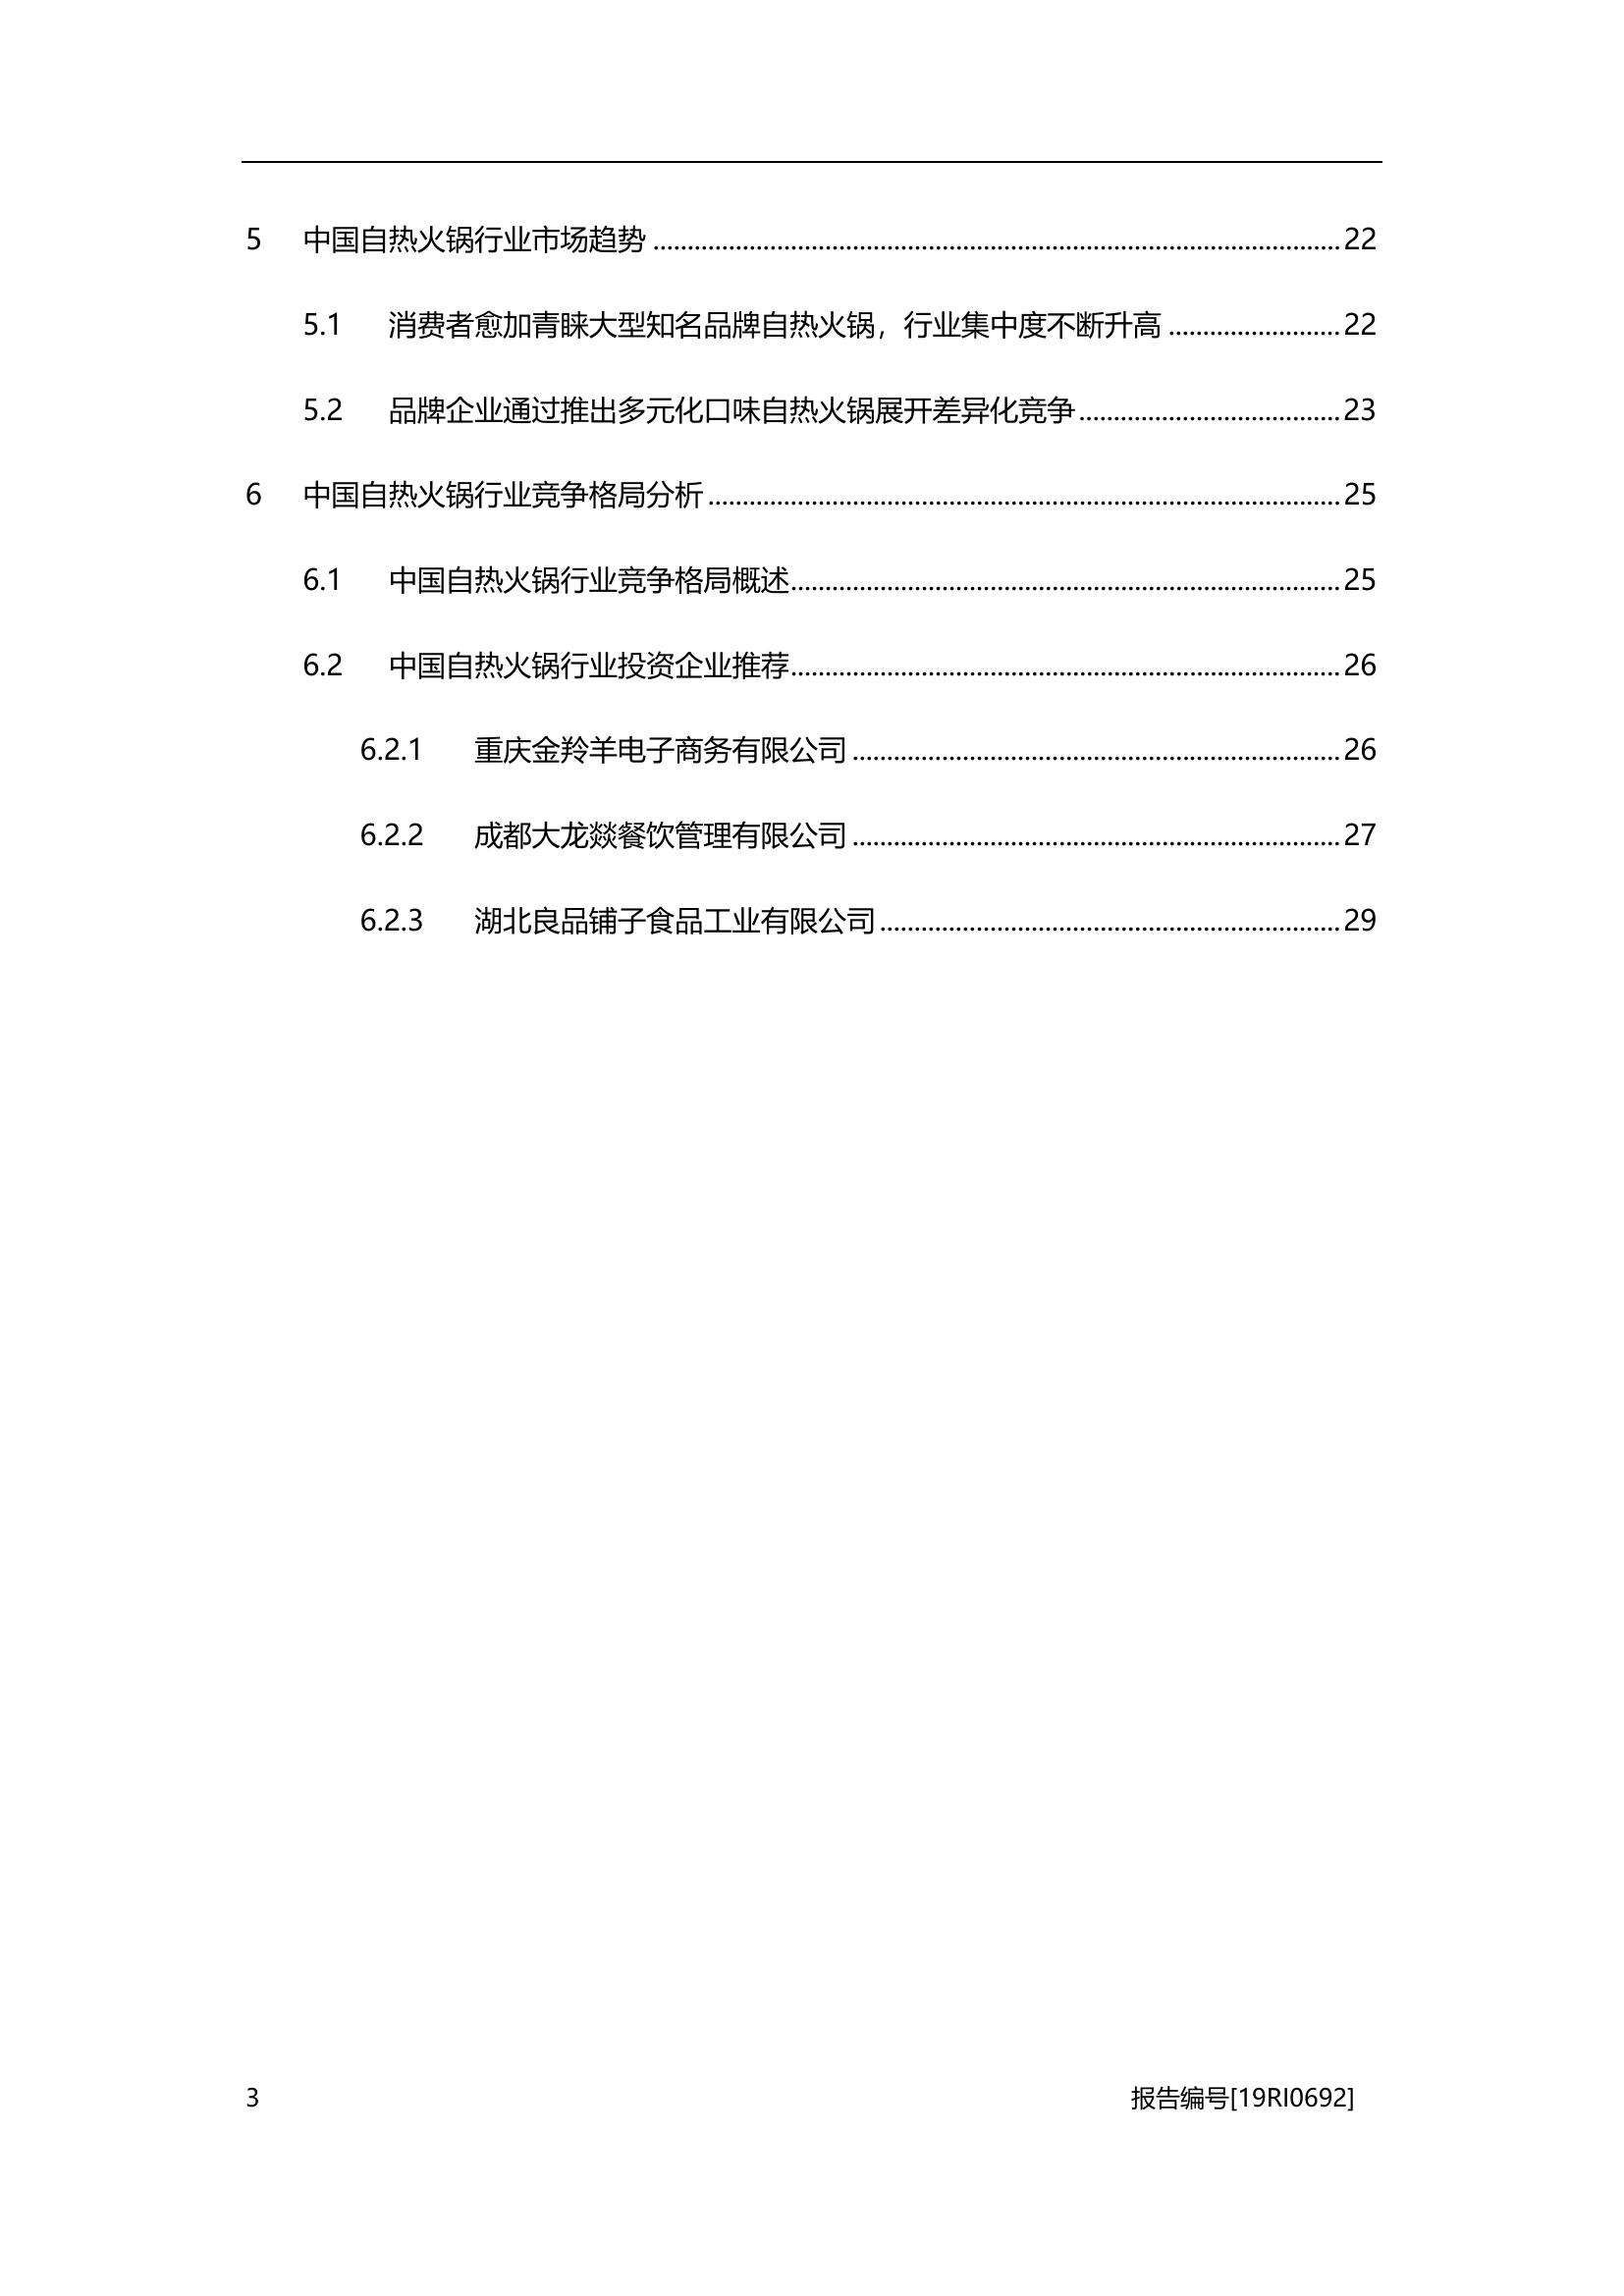 5 中国自热火锅行业市场趋势 ........................ 22
5.1 消费者愈加青睐大型知名品牌自热火锅，行业集中度不断升高 ........................ 22
5.2 品牌企业通过推出多元化口味自热火锅展开差异化竞争 ........................ 23
6 中国自热火锅行业竞争格局分析 ........................ 25
6.1 中国自热火锅行业竞争格局概述 ........................ 25
6.2 中国自热火锅行业投资企业推荐 ........................ 26
6.2.1 重庆金羚羊电子商务有限公司 ........................ 26
6.2.2 成都大龙燚餐饮管理有限公司 ........................ 27
6.2.3 湖北良品铺子食品工业有限公司 ........................ 29
3 报告编号[19RI0692]